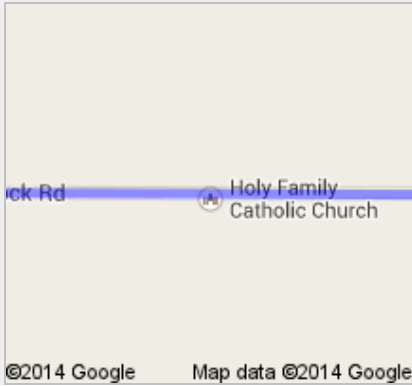 ck Rd
Holy Family
Catholic Church
©2014 Google
Map data ©2014 Google